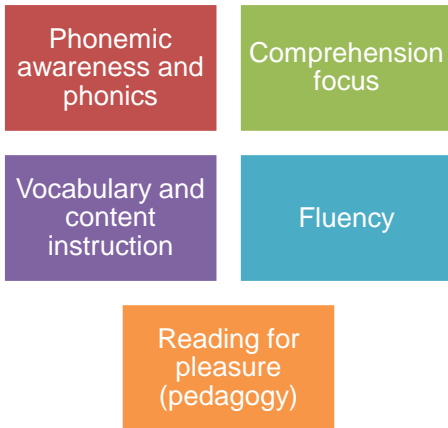 Phonemic
awareness and
phonics
Comprehension
focus
Vocabulary and
content
instruction
Fluency
Reading for
pleasure
(pedagogy)